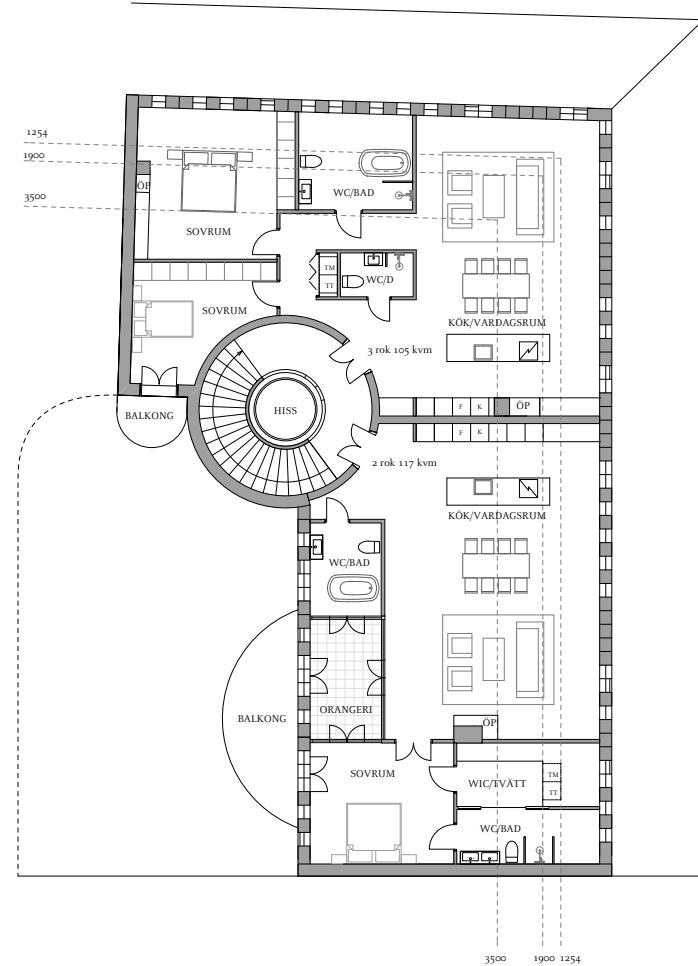 1254
1900
3500
ÖP
WC/BAD
SOVRUM
TM
TT
WC/D
SOVRUM
KÖK/VARDAGSRUM
3 rok 105 kvm
BALKONG
HISS
F K
ÖP
F K
2 rok 117 kvm
KÖK/VARDAGSRUM
WC/BAD
ORANGERI
BALKONG
ÖP
SOVRUM
WIC/TVÄTT
TM
TT
WC/BAD
3500 1900 1254